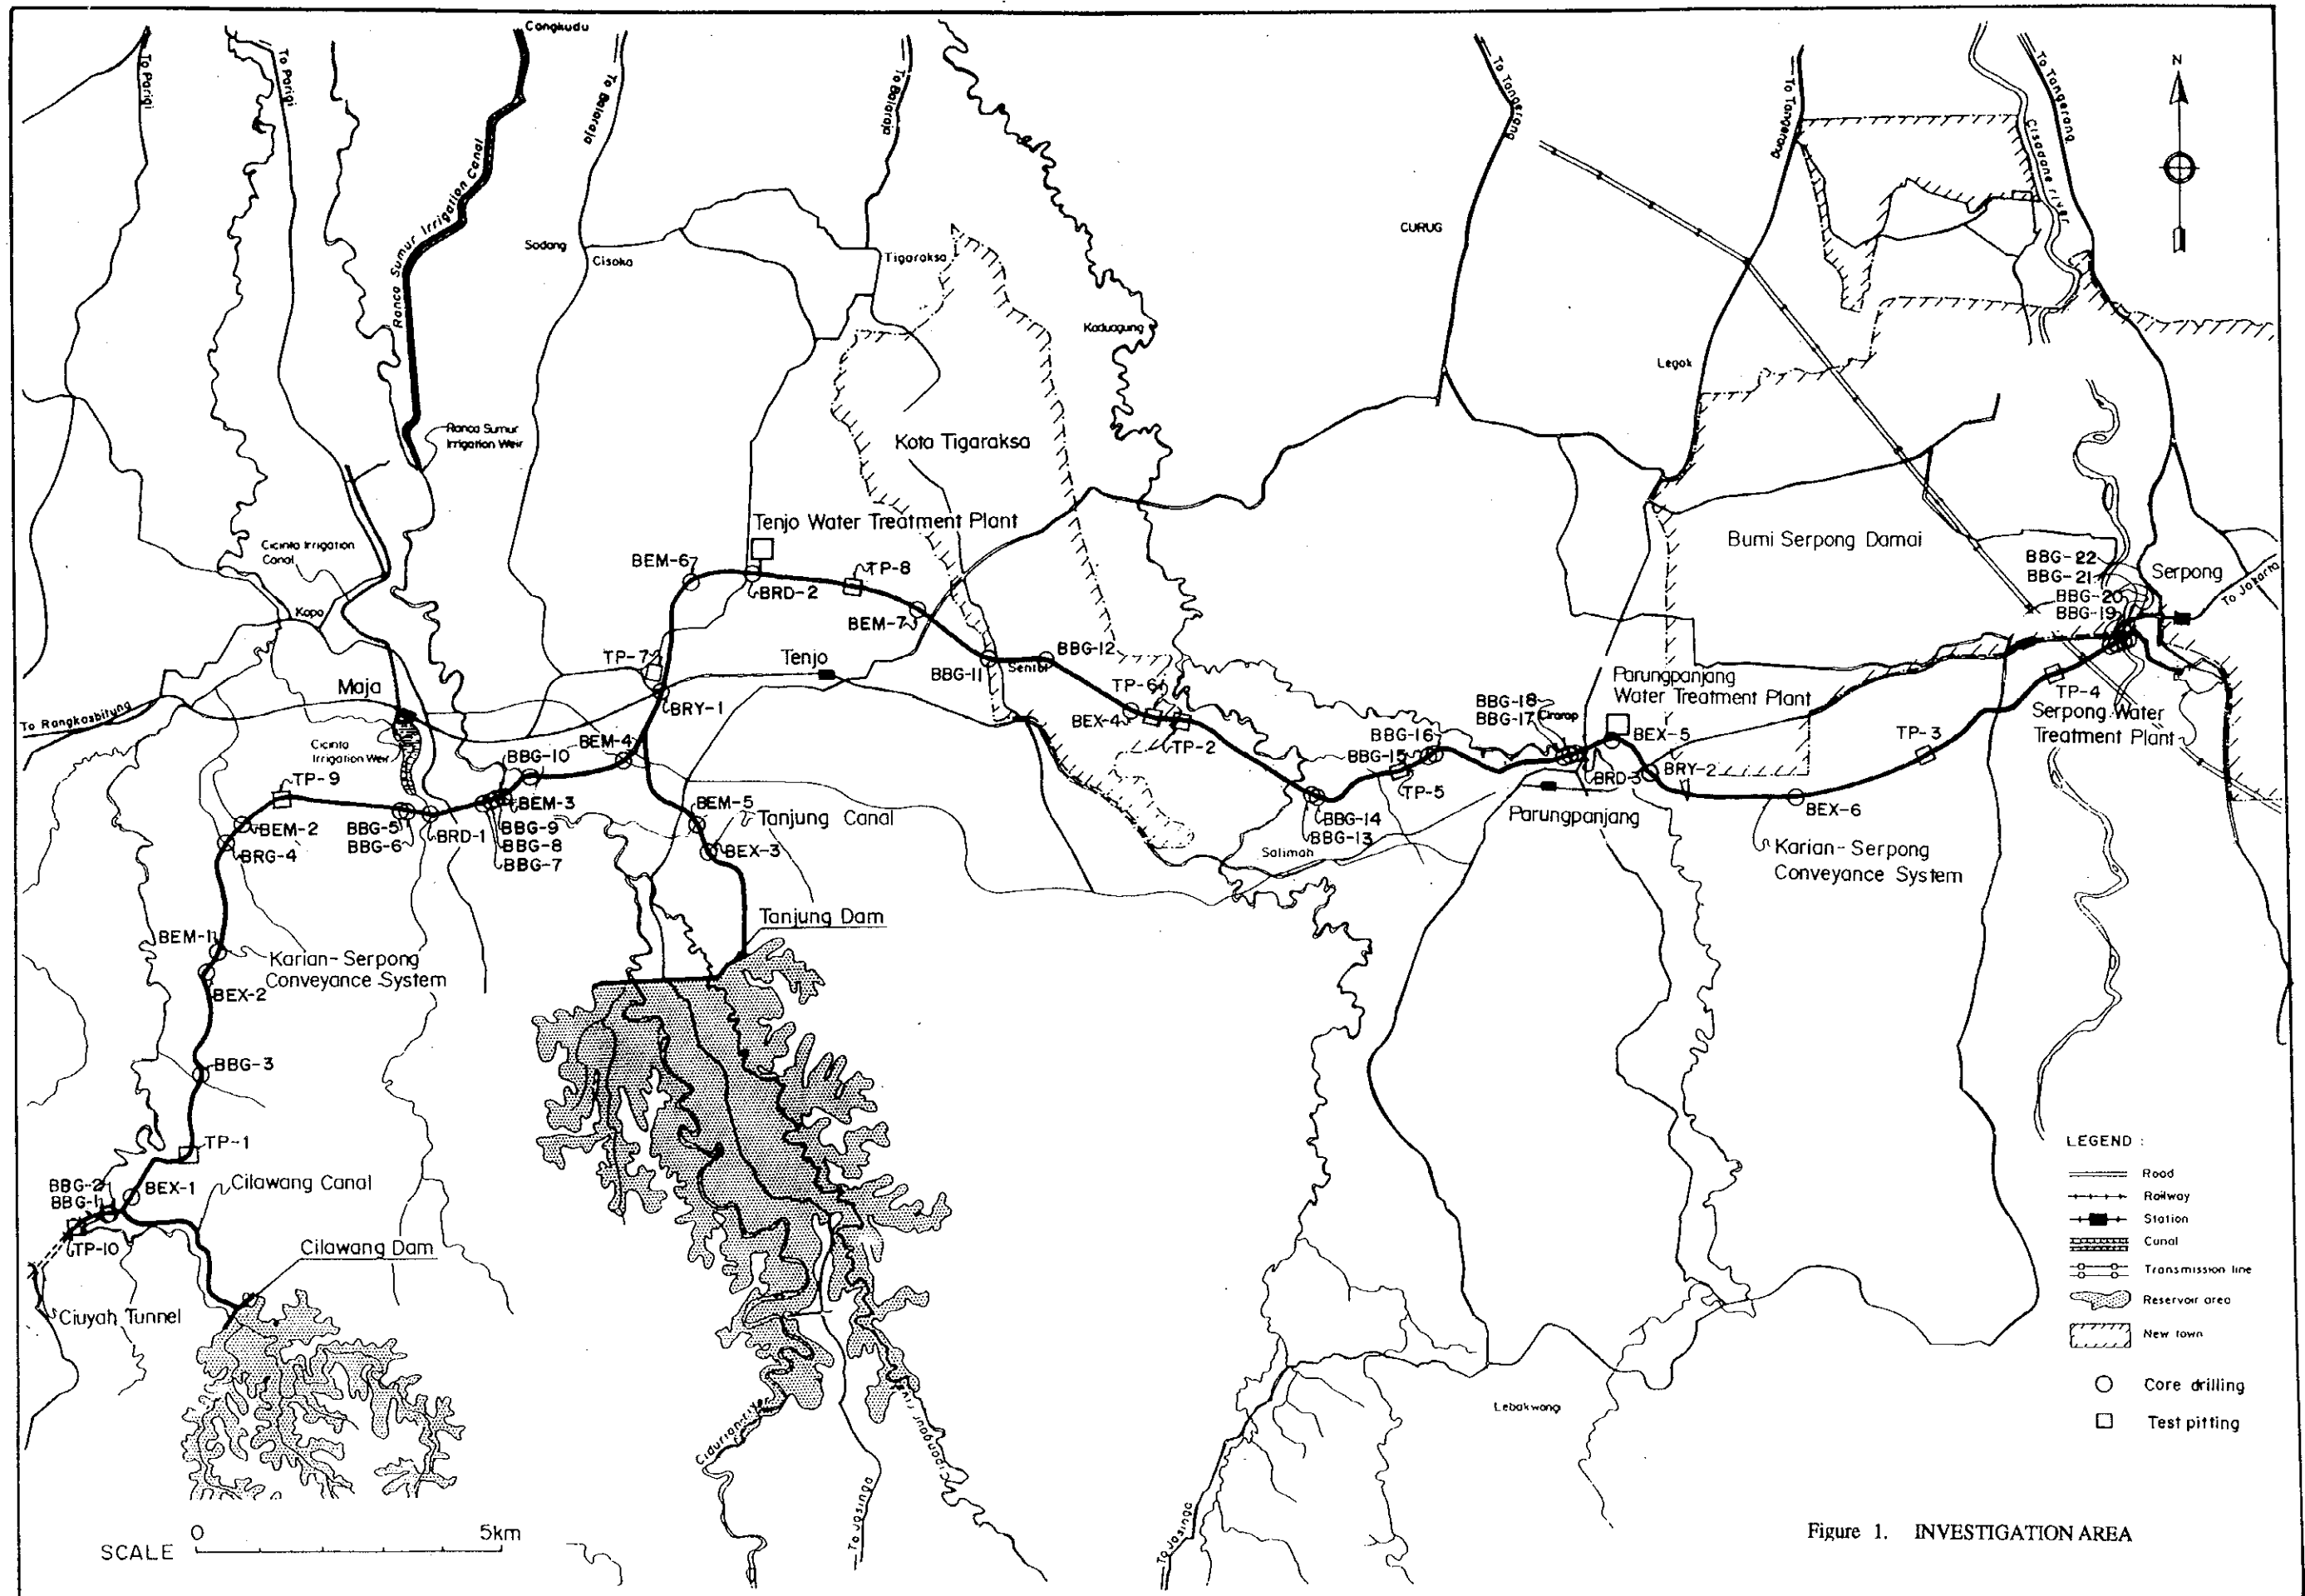 Cangkudu
To Parigi
To Parigi
To Balaraja
To Balaraja
To Tangerang
To Tangerang
To Tangerang
Cisadane river
N
Ranca Sumur Irrigation Canal
Sodong
Cisoka
Tigaraksa
CURUG
Kaduagung
Legok
Ranca Sumur
Irrigation Weir
Kota Tigaraksa
Tenjo Water Treatment Plant
Cicinta Irrigation
Canal
Bumi Serpong Damai
BBG-22
BBG-21
BBG-20
BBG-19
Serpong
To Jakarta
BEM-6
TP-8
BRD-2
Kopo
BEM-7
TP-7
Tenjo
BBG-11
BBG-12
TP-6
Parungpanjang
Water Treatment Plant
TP-4
Serpong Water
Treatment Plant
Maja
To Rangkasbitung
BRY-1
BEX-4
TP-2
BBG-18
BBG-17
BBG-16
BBG-15
BEX-5
TP-3
Cicinta
Irrigation Weir
BBG-10
BEM-4
TP-9
BRD-3
BRY-2
TP-5
BEM-3
BBG-9
BBG-8
BBG-7
BEM-5
Tanjung Canal
BEM-2
BBG-5
BBG-6
BRD-1
BBG-14
BBG-13
Parungpanjang
BEX-6
BRG-4
BEX-3
Salimah
Karian-Serpong
Conveyance System
Tanjung Dam
BEM-1
Karian-Serpong
Conveyance System
BEX-2
BBG-3
TP-1
LEGEND :
Road
Railway
Station
Canal
Transmission line
Reservoir area
New town
Core drilling
Test pitting
BBG-2
BBG-1
BEX-1
Cilawang Canal
TP-10
Cilawang Dam
Ciuyah Tunnel
Lebakwangi
Cidurian river
To Jasinga
To Jasinga
SCALE
0 5km
Figure 1. INVESTIGATION AREA